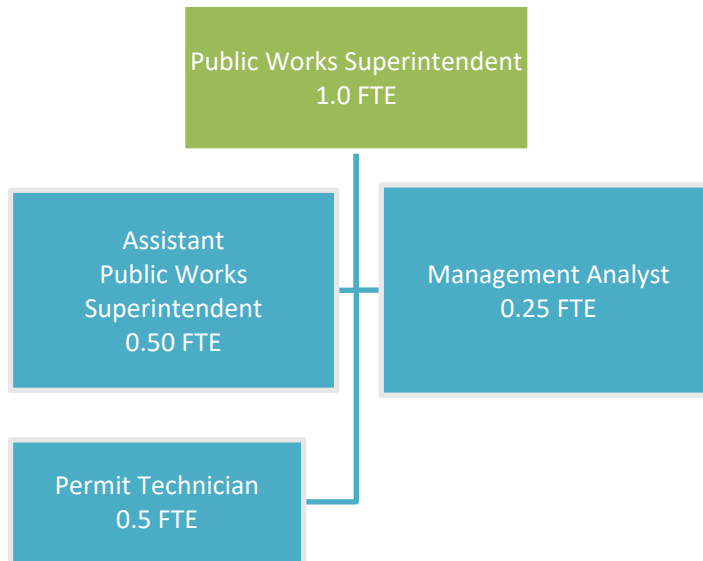 Public Works Superintendent
1.0 FTE
Assistant
Public Works
Superintendent
0.50 FTE
Management Analyst
0.25 FTE
Permit Technician
0.5 FTE